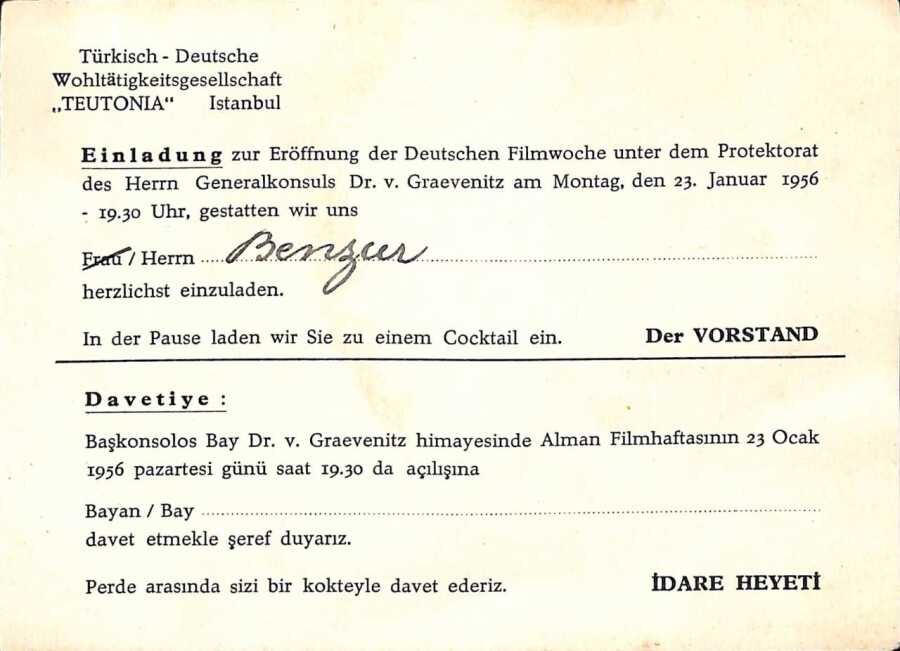 Türkisch - Deutsche
Wohltätigkeitsgesellschaft
„TEUTONIA“ Istanbul
Einladung zur Eröffnung der Deutschen Filmwoche unter dem Protektorat
des Herrn Generalkonsuls Dr. v. Graevenitz am Montag, den 23. Januar 1956
- 19.30 Uhr, gestatten wir uns
Frau / Herrn Benzur
herzlichst einzuladen.
In der Pause laden wir Sie zu einem Cocktail ein. Der VORSTAND
Davetiye :
Başkonsolos Bay Dr. v. Graevenitz himayesinde Alman Filmhaftasının 23 Ocak
1956 pazartesi günü saat 19.30 da açılışına
Bayan / Bay
davet etmekle şeref duyarız.
Perde arasında sizi bir kokteyle davet ederiz. İDARE HEYETİ